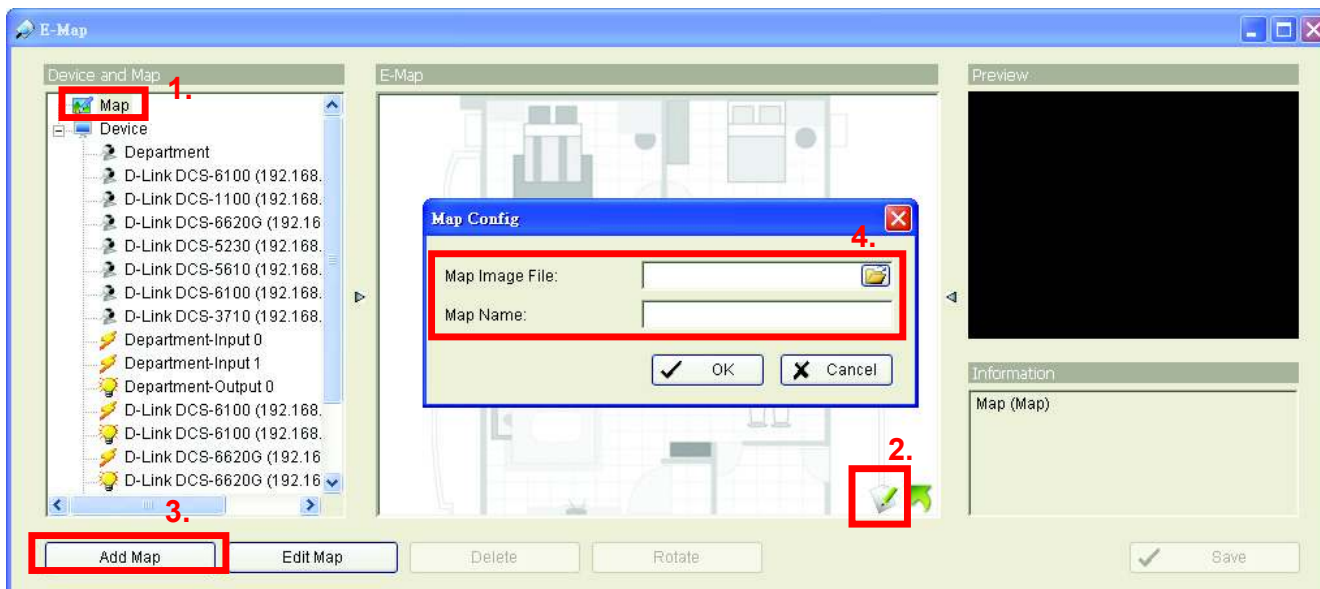 E-Map
Device and Map
1.
Map
Device
Department
D-Link DCS-6100 (192.168.
D-Link DCS-1100 (192.168.
D-Link DCS-6620G (192.16
D-Link DCS-5230 (192.168.
D-Link DCS-5610 (192.168.
D-Link DCS-6100 (192.168.
D-Link DCS-3710 (192.168.
Department-Input 0
Department-Input 1
Department-Output 0
D-Link DCS-6100 (192.168.
D-Link DCS-6100 (192.168.
D-Link DCS-6620G (192.16
D-Link DCS-6620G (192.16
E-Map
Map Config
4.
Map Image File:
Map Name:
OK
Cancel
2.
Preview
Information
Map (Map)
3.
Add Map
Edit Map
Delete
Rotate
Save